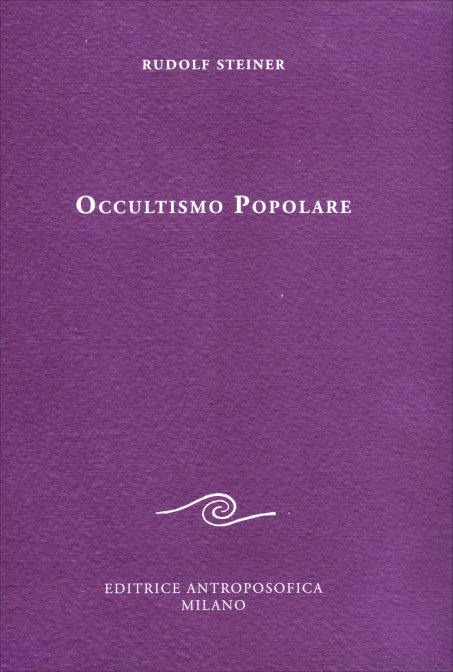 RUDOLF STEINER
OCCULTISMO POPOLARE
EDITRICE ANTROPOSOFICA
MILANO